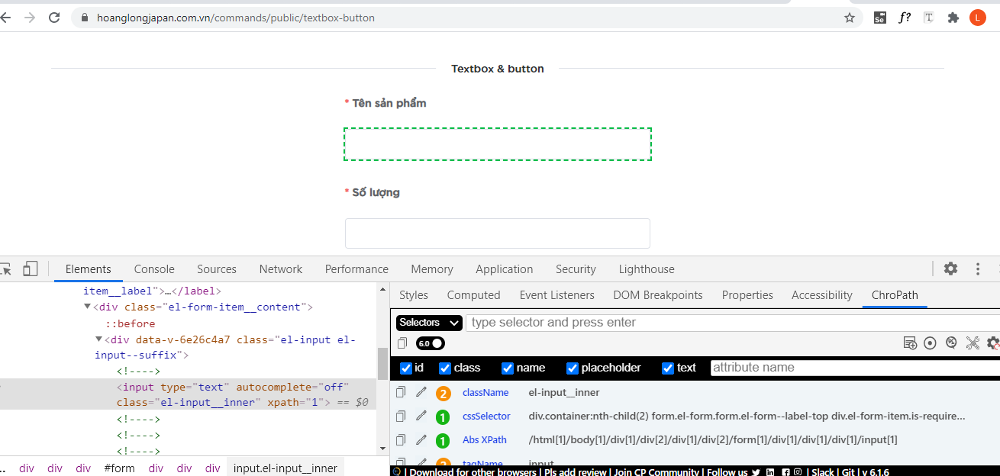 hoanglongjapan.com.vn/commands/public/textbox-button
Se f? T L
Textbox & button
* Tên sản phẩm
* Số lượng
Elements Console Sources Network Performance Memory Application Security Lighthouse
item__label">…</label>
▼<div class="el-form-item__content">
::before
▼<div data-v-6e26c4a7 class="el-input el-
input--suffix">
<!---->
<input type="text" autocomplete="off"
class="el-input__inner" xpath="1"> == $0
<!---->
<!---->
<!---->
.. div div div #form div div div input.el-input__inner
Styles Computed Event Listeners DOM Breakpoints Properties Accessibility ChroPath
Selectors type selector and press enter
6.0
id class name placeholder text attribute name
2 className el-input__inner
1 cssSelector div.container:nth-child(2) form.el-form.form.el-form--label-top div.el-form-item.is-require...
1 Abs XPath /html[1]/body[1]/div[1]/div[2]/div[1]/div[2]/form[1]/div[1]/div[1]/div[1]/input[1]
2 tagName input
| Download for other browsers | Pls add review | Join CP Community | Follow us | Slack | Git | v 6.1.6